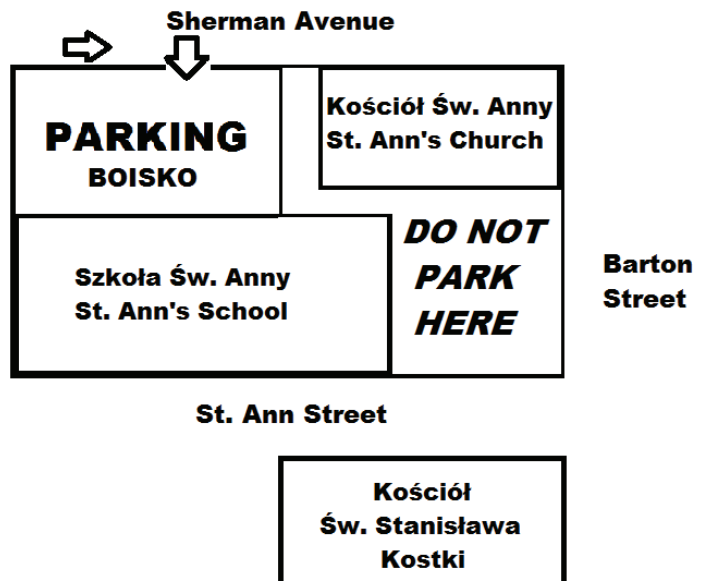 Sherman Avenue
PARKING
BOISKO
Kościół Św. Anny
St. Ann's Church
DO NOT
PARK
HERE
Szkoła Św. Anny
St. Ann's School
Barton
Street
St. Ann Street
Kościół
Św. Stanisława
Kostki